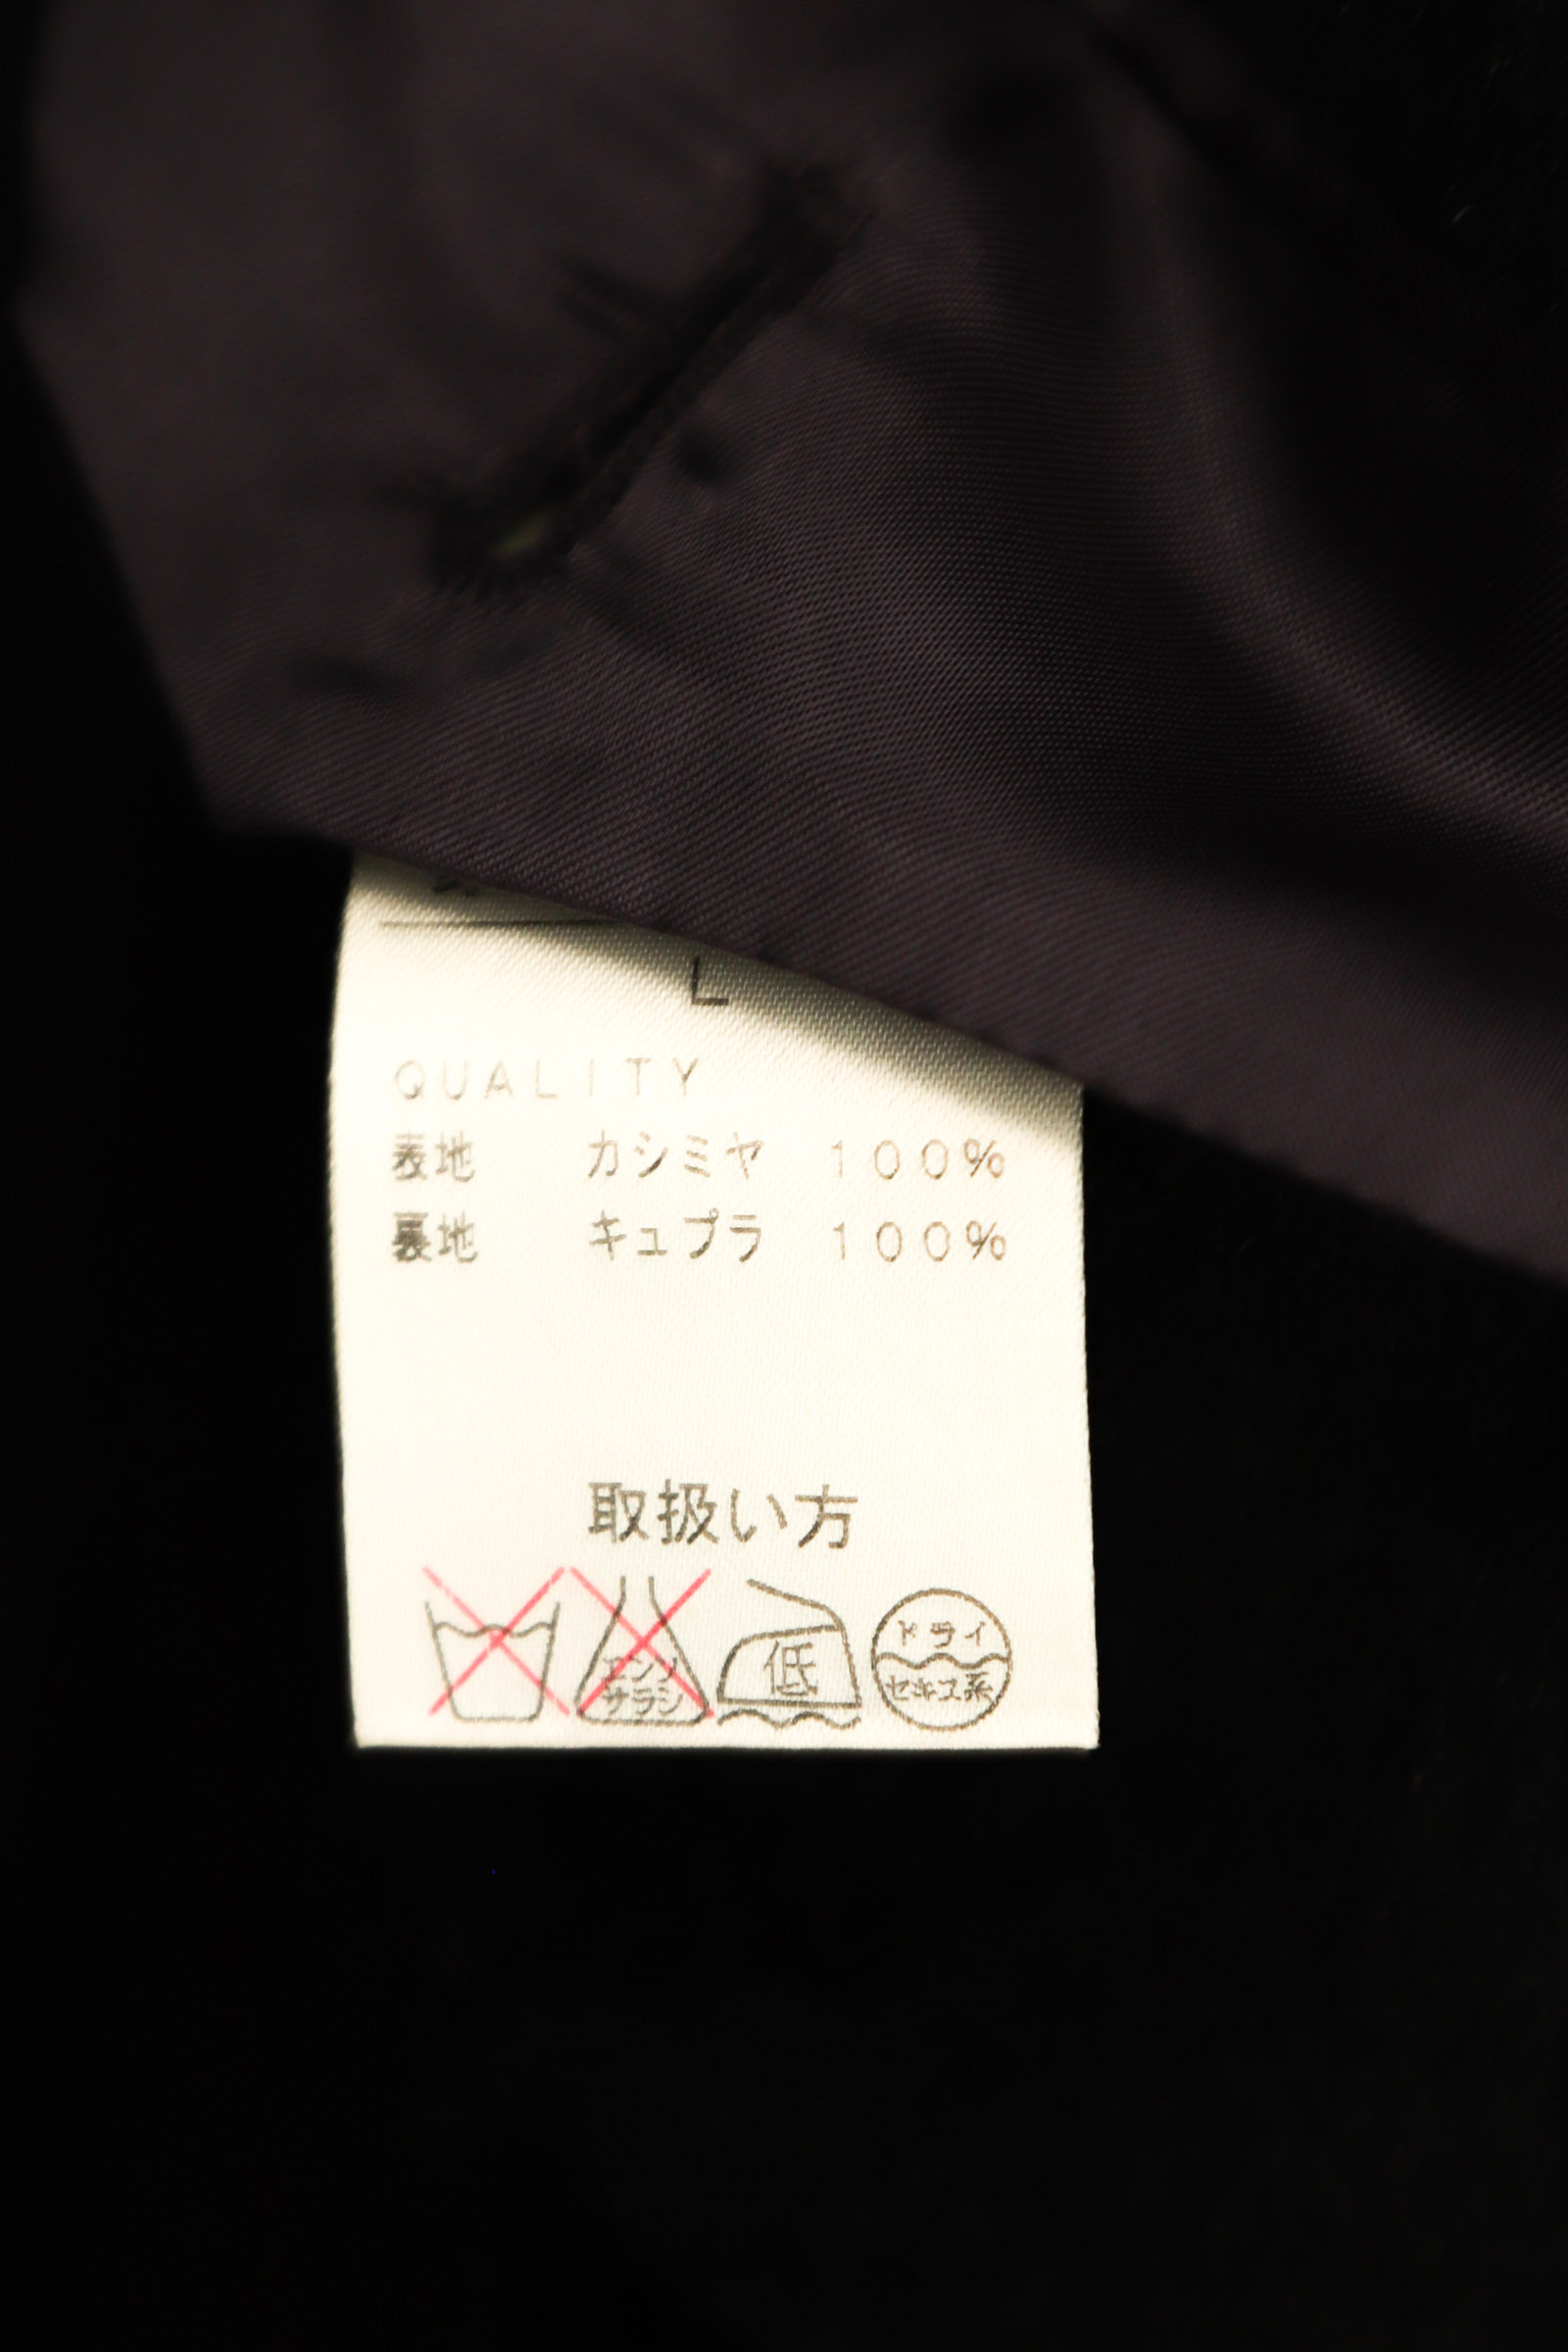 L
QUALITY
表地 カシミヤ 100%
裏地 キュプラ 100%
取扱い方
エンソ
サラシ
低
ドライ
セキユ系